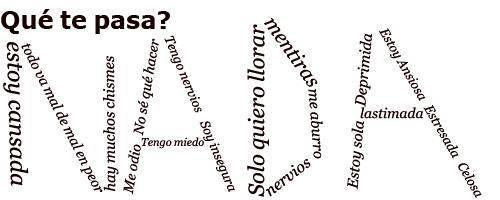 Qué te pasa?
estoy cansada
todo va mal de mal en peor
hay muchos chismes
Me odio
No sé qué hacer
Tengo nervios
Tengo miedo
Soy insegura
Solo quiero llorar
mentiras
me aburro
nervios
Estoy sola
Deprimida
lastimada
Estoy Ansiosa
Estresada
Celosa